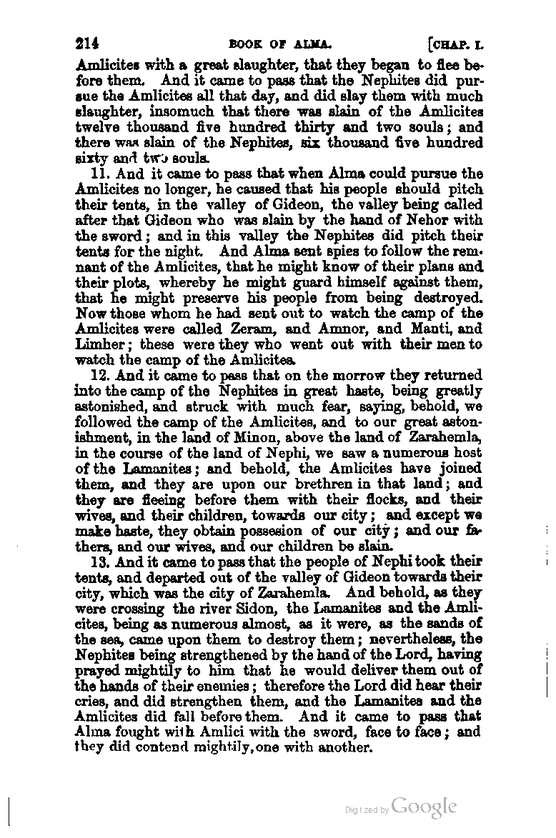 214 BOOK OF ALMA. [CHAP. I.
Amlicites with a great slaughter, that they began to flee be-
fore them. And it came to pass that the Nephites did pur-
sue the Amlicites all that day, and did slay them with much
slaughter, insomuch that there was slain of the Amlicites
twelve thousand five hundred thirty and two souls; and
there was slain of the Nephites, six thousand five hundred
sixty and two souls.
11. And it came to pass that when Alma could pursue the
Amlicites no longer, he caused that his people should pitch
their tents, in the valley of Gideon, the valley being called
after that Gideon who was slain by the hand of Nehor with
the sword; and in this valley the Nephites did pitch their
tents for the night. And Alma sent spies to follow the rem-
nant of the Amlicites, that he might know of their plans and
their plots, whereby he might guard himself against them,
that he might preserve his people from being destroyed.
Now those whom he had sent out to watch the camp of the
Amlicites were called Zeram, and Amnor, and Manti, and
Limher; these were they who went out with their men to
watch the camp of the Amlicites.
12. And it came to pass that on the morrow they returned
into the camp of the Nephites in great haste, being greatly
astonished, and struck with much fear, saying, behold, we
followed the camp of the Amlicites, and to our great aston-
ishment, in the land of Minon, above the land of Zarahemla,
in the course of the land of Nephi, we saw a numerous host
of the Lamanites; and behold, the Amlicites have joined
them, and they are upon our brethren in that land; and
they are fleeing before them with their flocks, and their
wives, and their children, towards our city; and except we
make haste, they obtain possession of our city; and our fa-
thers, and our wives, and our children be slain.
13. And it came to pass that the people of Nephi took their
tents, and departed out of the valley of Gideon towards their
city, which was the city of Zarahemla. And behold, as they
were crossing the river Sidon, the Lamanites and the Amli-
cites, being as numerous almost, as it were, as the sands of
the sea, came upon them to destroy them; nevertheless, the
Nephites being strengthened by the hand of the Lord, having
prayed mightily to him that he would deliver them out of
the hands of their enemies; therefore the Lord did hear their
cries, and did strengthen them, and the Lamanites and the
Amlicites did fall before them. And it came to pass that
Alma fought with Amlici with the sword, face to face; and
they did contend mightily, one with another.
Digitized by Google